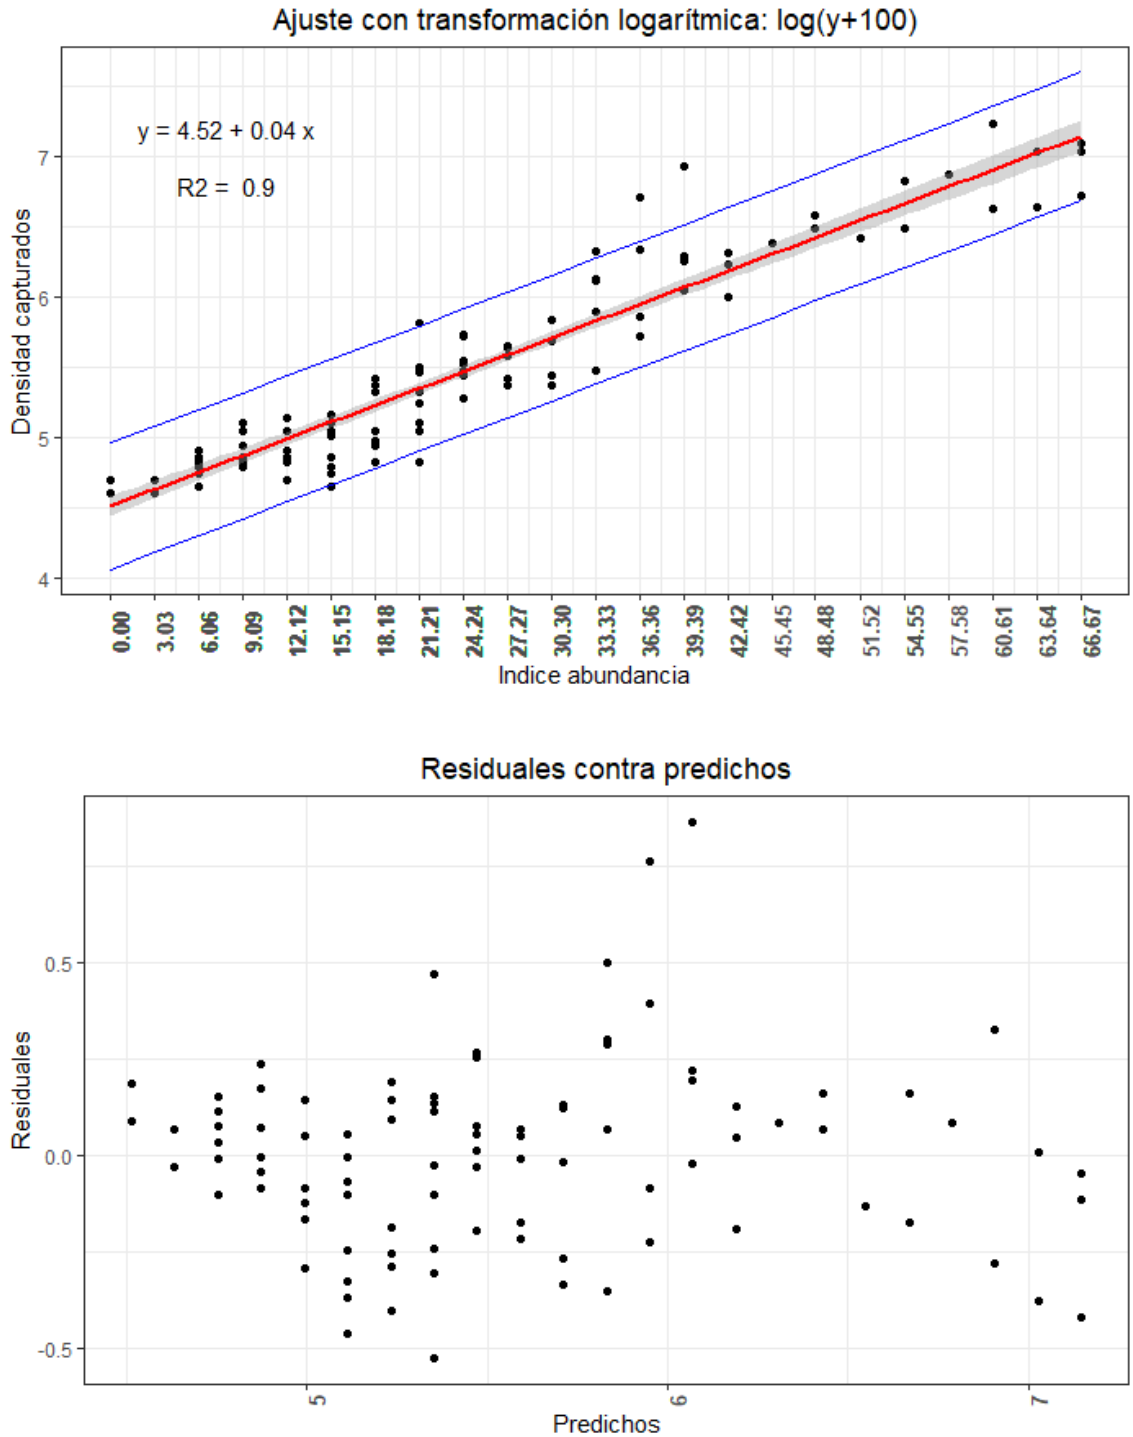 Ajuste con transformación logarítmica: log(y+100)
y = 4.52 + 0.04 x
R2 = 0.9
7
6
5
4
Densidad capturados
0.00 3.03 6.06 9.09 12.12 15.15 18.18 21.21 24.24 27.27 30.30 33.33 36.36 39.39 42.42 45.45 48.48 51.52 54.55 57.58 60.61 63.64 66.67
Indice abundancia
Residuales contra predichos
0.5
0.0
-0.5
Residuales
5 6 7
Predichos